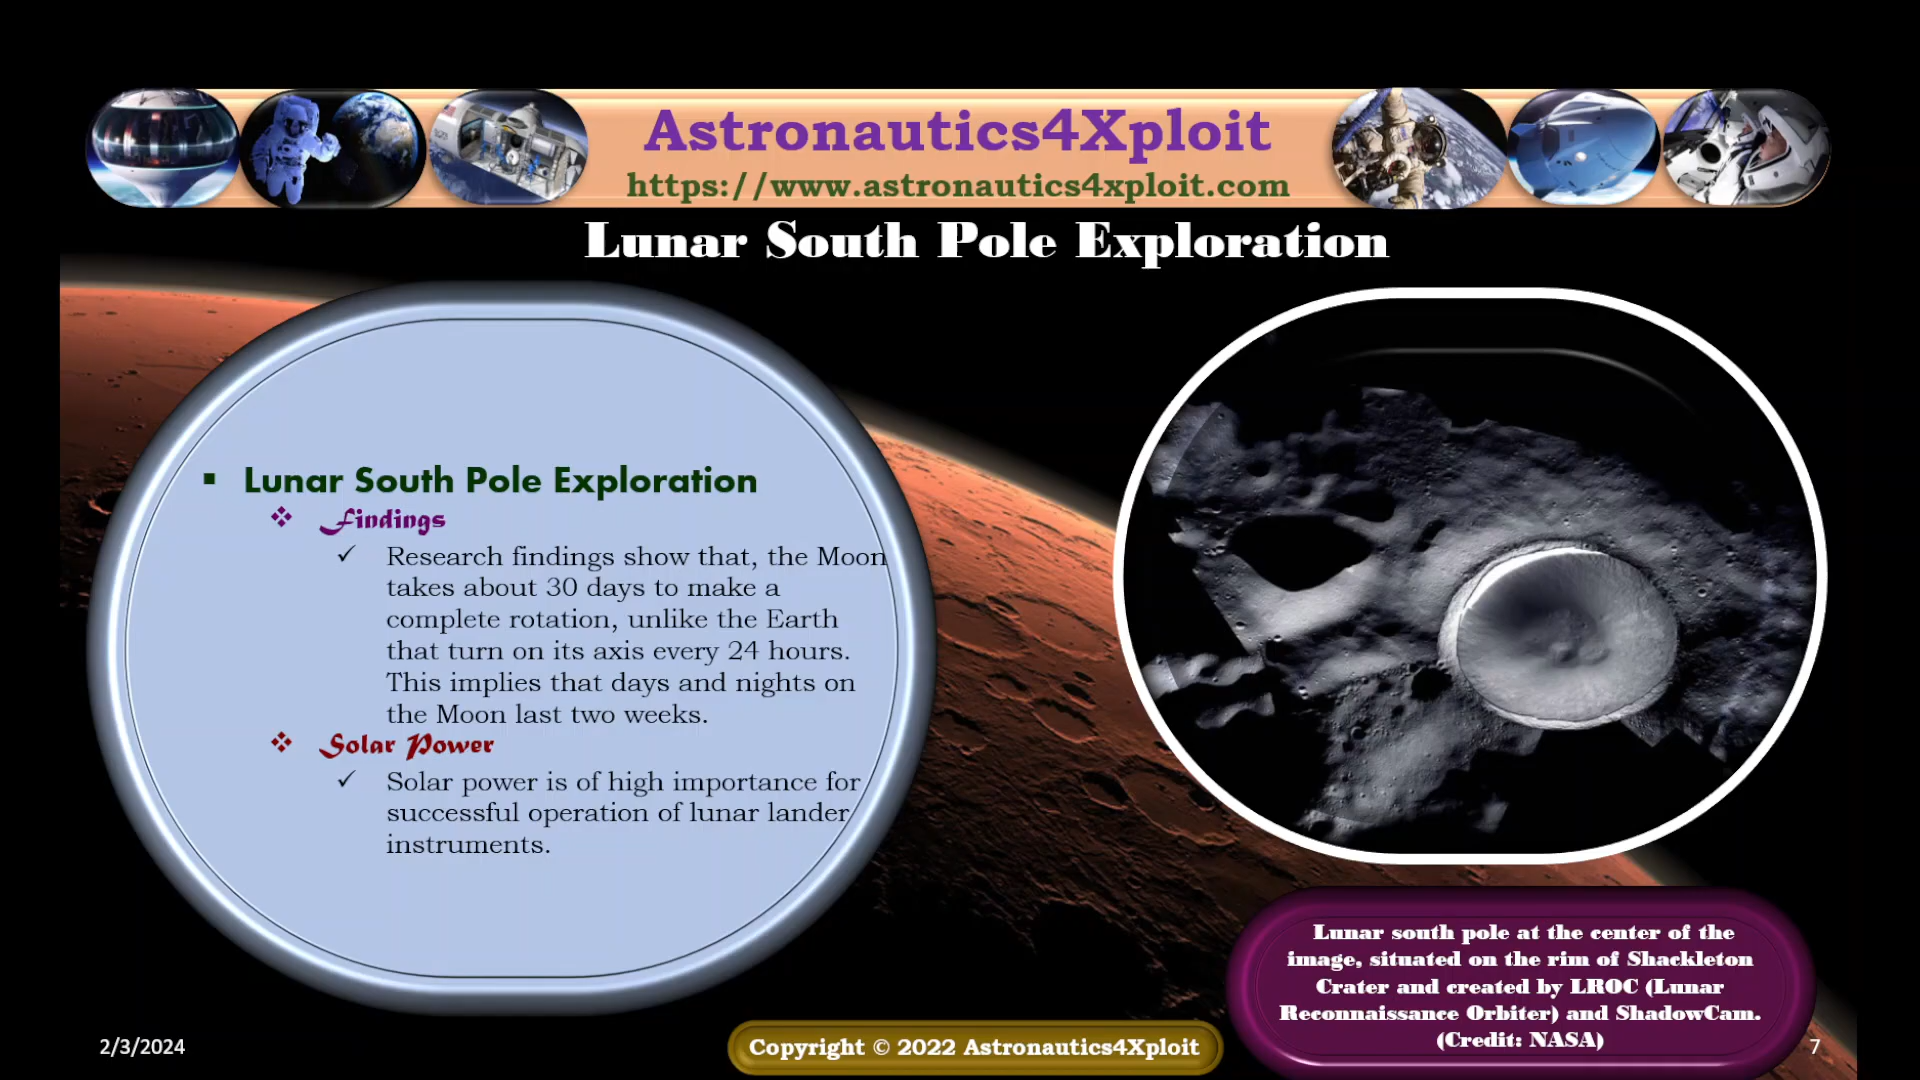 Astronautics4Xploit
https://www.astronautics4xploit.com
Lunar South Pole Exploration
▪ Lunar South Pole Exploration
❖ Findings
✓ Research findings show that, the Moon
takes about 30 days to make a
complete rotation, unlike the Earth
that turn on its axis every 24 hours.
This implies that days and nights on
the Moon last two weeks.
❖ Solar Power
✓ Solar power is of high importance for
successful operation of lunar lander
instruments.
Lunar south pole at the center of the
image, situated on the rim of Shackleton
Crater and created by LROC (Lunar
Reconnaissance Orbiter) and ShadowCam.
(Credit: NASA)
2/3/2024
Copyright © 2022 Astronautics4Xploit
7